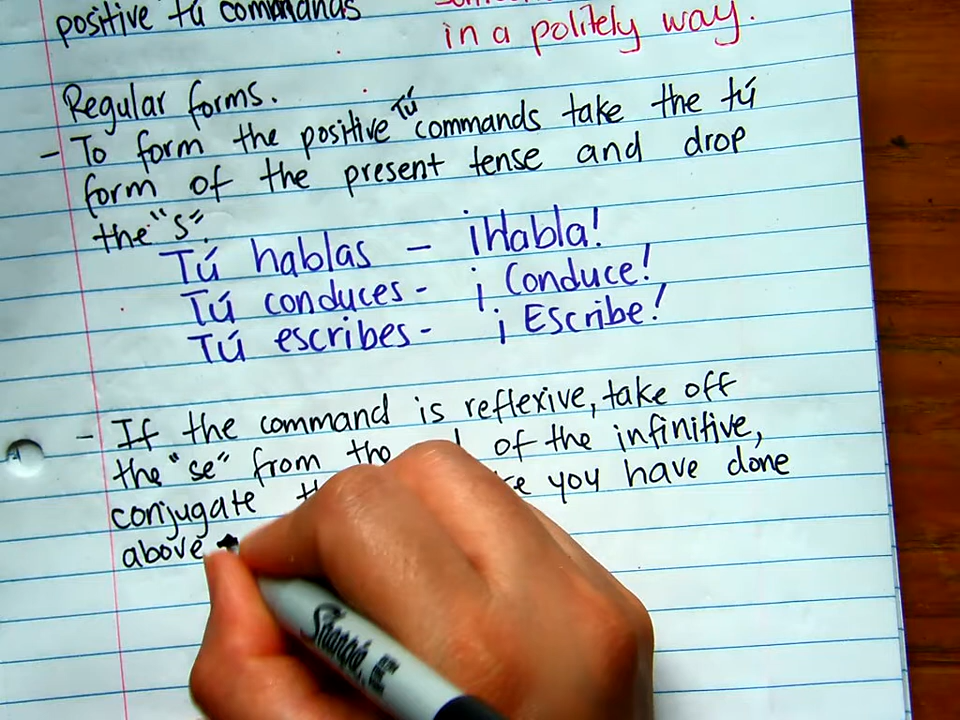 positive tú commands
in a politely way.
Regular forms.
- To form the positive Tú commands take the tú
form of the present tense and drop
the "s".
Tú hablas - ¡Habla!
Tú conduces - ¡Conduce!
Tú escribes - ¡Escribe!
- If the command is reflexive, take off
the "se" from the of the infinitive,
conjugate you have done
above
Sharpie